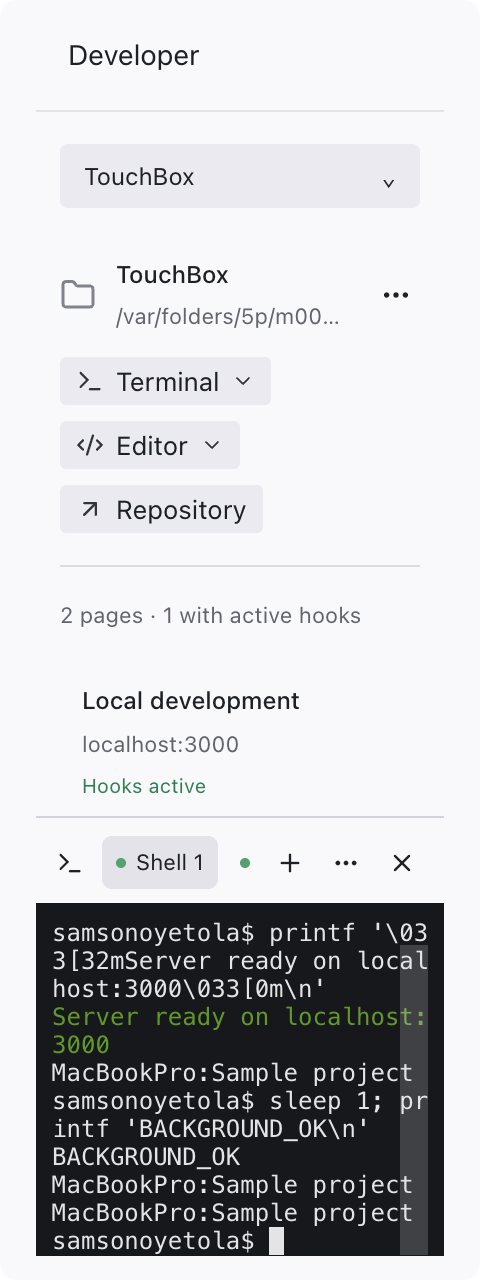 Developer
TouchBox
TouchBox
/var/folders/5p/m00...
Terminal
Editor
Repository
2 pages · 1 with active hooks
Local development
localhost:3000
Hooks active
Shell 1
samsonoyetola$ printf '\03
3[32mServer ready on local
host:3000\033[0m\n'
Server ready on localhost:
3000
MacBookPro:Sample project
samsonoyetola$ sleep 1; pr
intf 'BACKGROUND_OK\n'
BACKGROUND_OK
MacBookPro:Sample project
MacBookPro:Sample project
samsonoyetola$